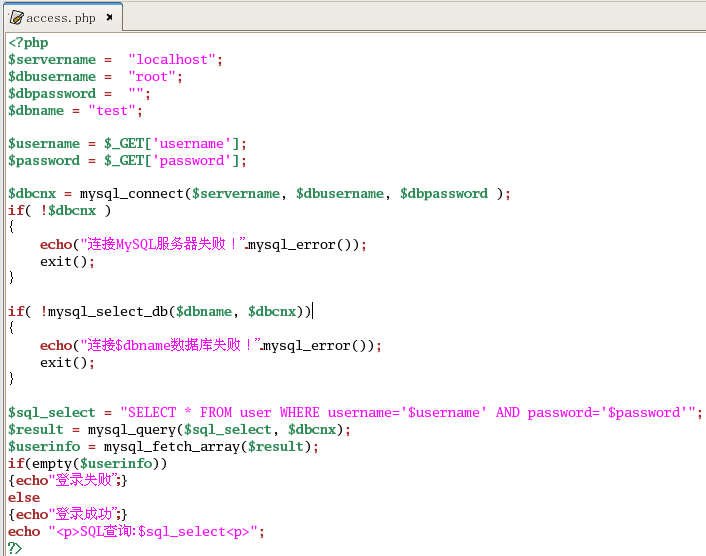 access.php ×
<?php
$servername =  "localhost";
$dbusername =  "root";
$dbpassword =  "";
$dbname = "test";
$username = $_GET['username'];
$password = $_GET['password'];
$dbcnx = mysql_connect($servername, $dbusername, $dbpassword );
if( !$dbcnx )
{
    echo("连接MySQL服务器失败！".mysql_error());
    exit();
}
if( !mysql_select_db($dbname, $dbcnx))
{
    echo("连接$dbname数据库失败！".mysql_error());
    exit();
}
$sql_select = "SELECT * FROM user WHERE username='$username' AND password='$password'";
$result = mysql_query($sql_select, $dbcnx);
$userinfo = mysql_fetch_array($result);
if(empty($userinfo))
{echo"登录失败";}
else
{echo"登录成功";}
echo "<p>SQL查询:$sql_select<p>";
?>